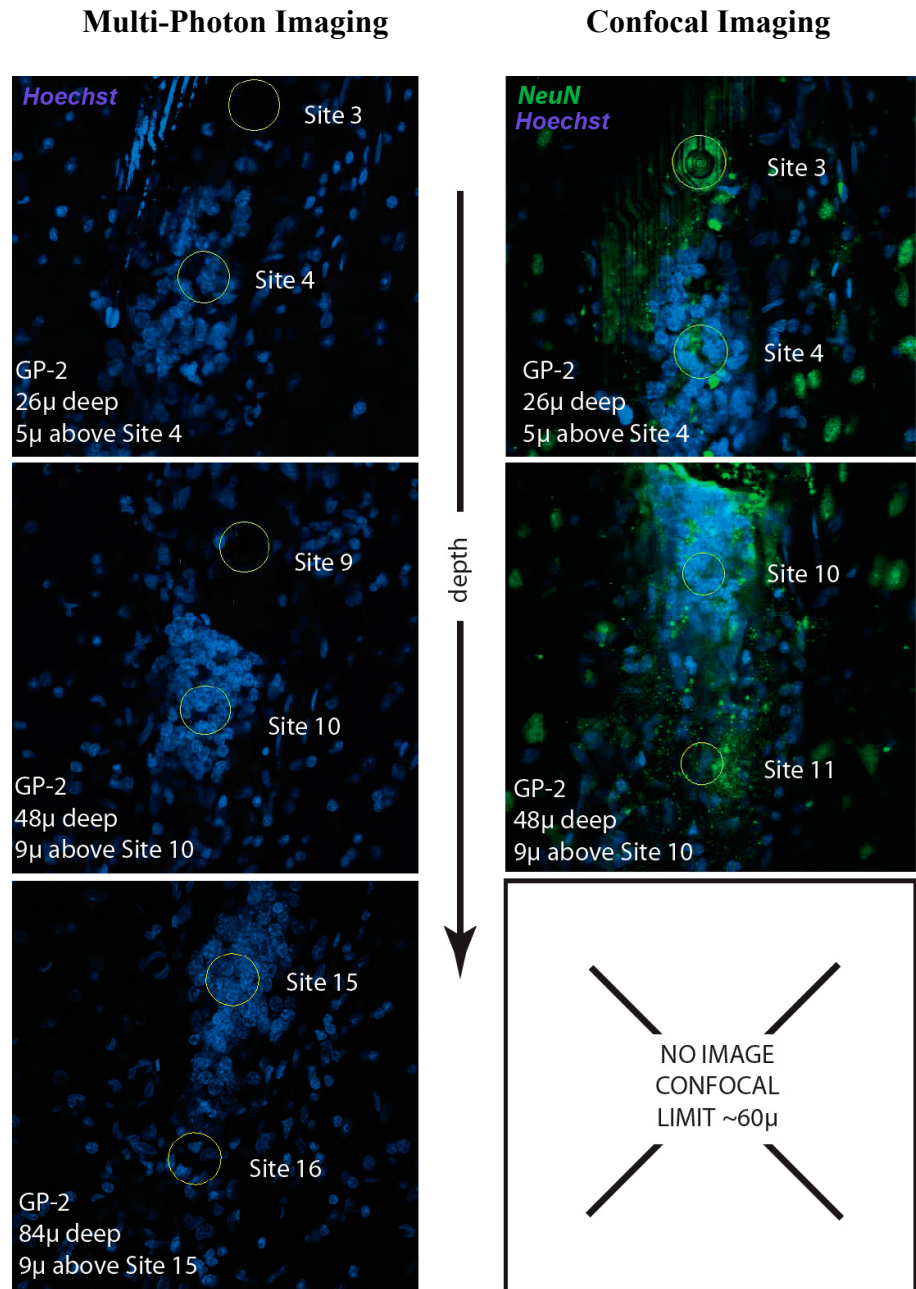 Multi-Photon Imaging
Confocal Imaging
Hoechst
Site 3
Site 4
GP-2
26µ deep
5µ above Site 4
NeuN
Hoechst
Site 3
Site 4
GP-2
26µ deep
5µ above Site 4
depth
Site 9
Site 10
GP-2
48µ deep
9µ above Site 10
Site 10
Site 11
GP-2
48µ deep
9µ above Site 10
Site 15
Site 16
GP-2
84µ deep
9µ above Site 15
NO IMAGE
CONFOCAL
LIMIT ~60µ